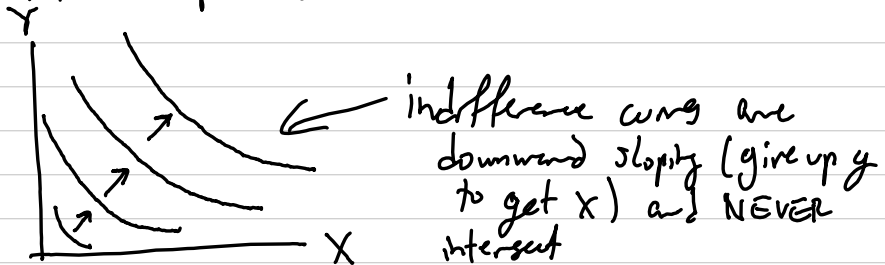 Y
indifference curves are
downward sloping (give up y
to get X) and NEVER
intersect
X